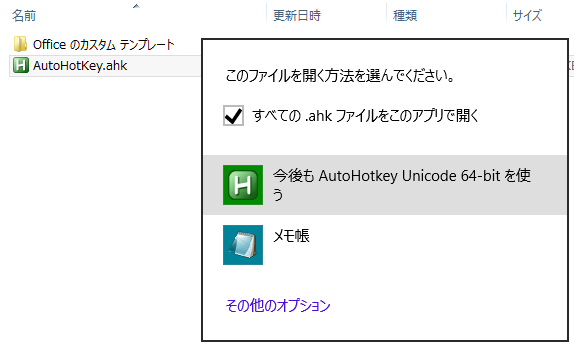 名前 更新日時 種類 サイズ
Office のカスタム テンプレート
AutoHotKey.ahk
このファイルを開く方法を選んでください。
すべての .ahk ファイルをこのアプリで開く
今後も AutoHotkey Unicode 64-bit を使
う
メモ帳
その他のオプション